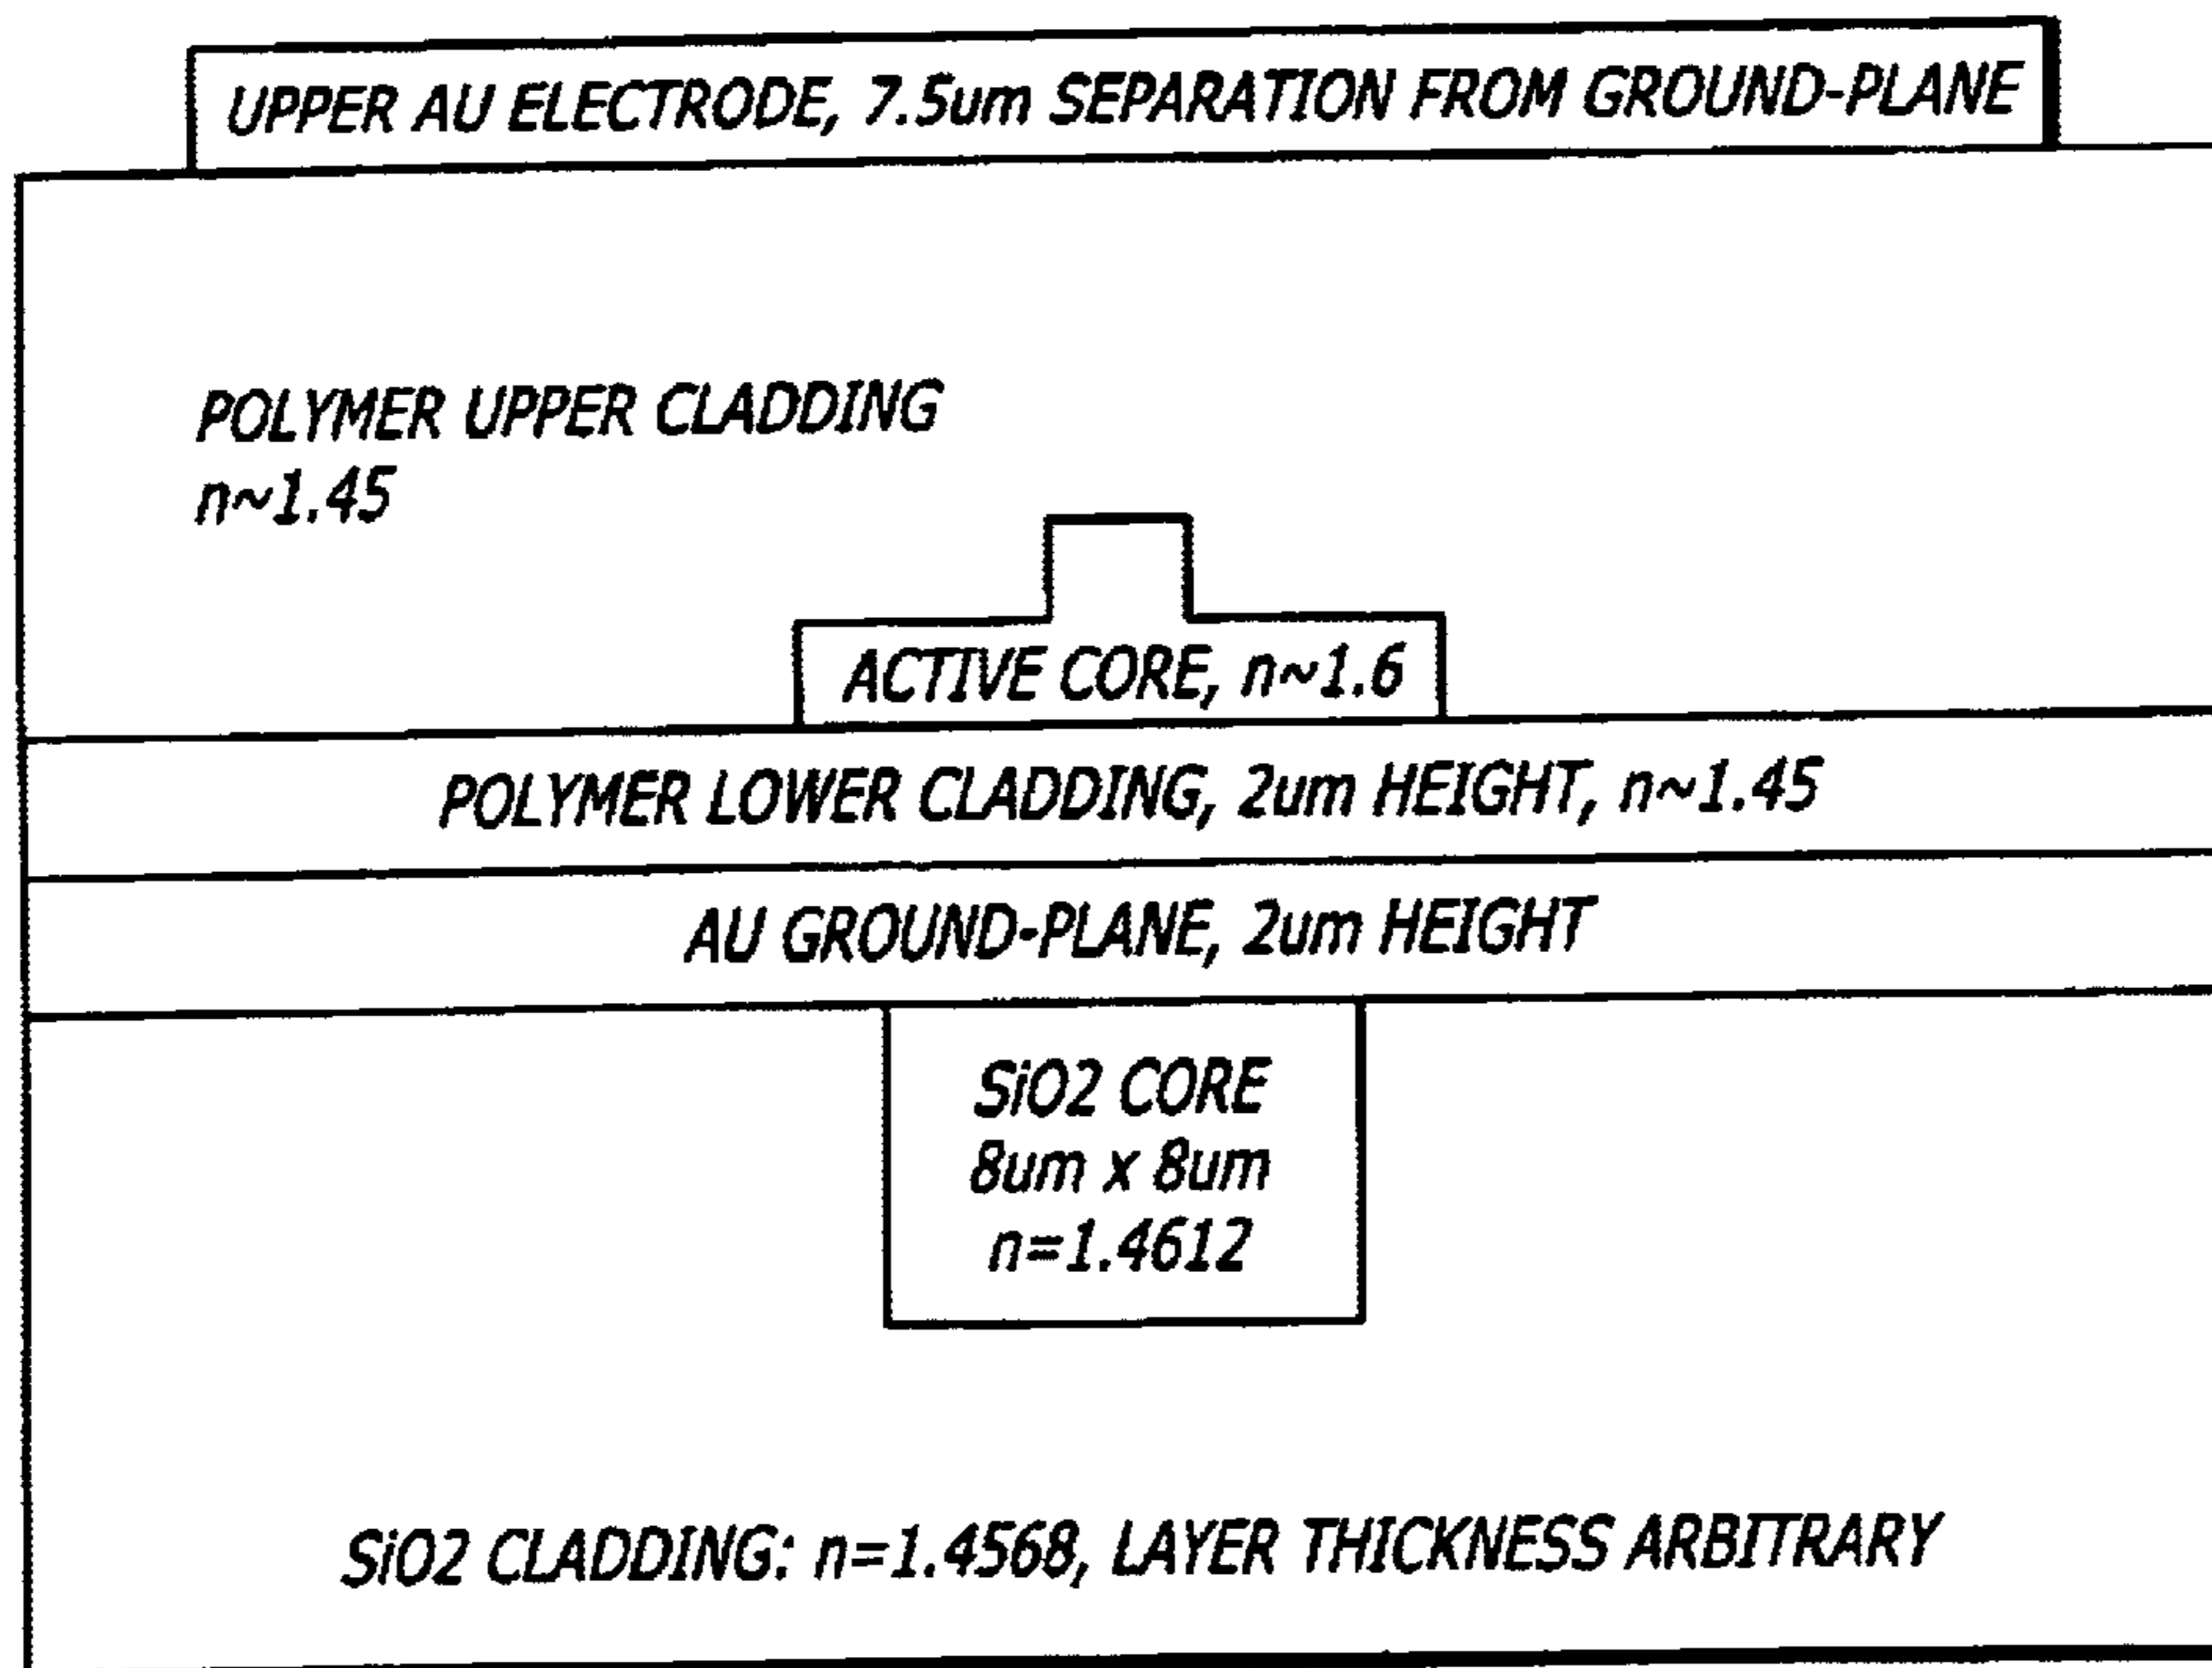 UPPER AU ELECTRODE, 7.5um SEPARATION FROM GROUND-PLANE
POLYMER UPPER CLADDING
n~1.45
ACTIVE CORE, n~1.6
POLYMER LOWER CLADDING, 2um HEIGHT, n~1.45
AU GROUND-PLANE, 2um HEIGHT
SiO2 CORE
8um x 8um
n=1.4612
SiO2 CLADDING: n=1.4568, LAYER THICKNESS ARBITRARY